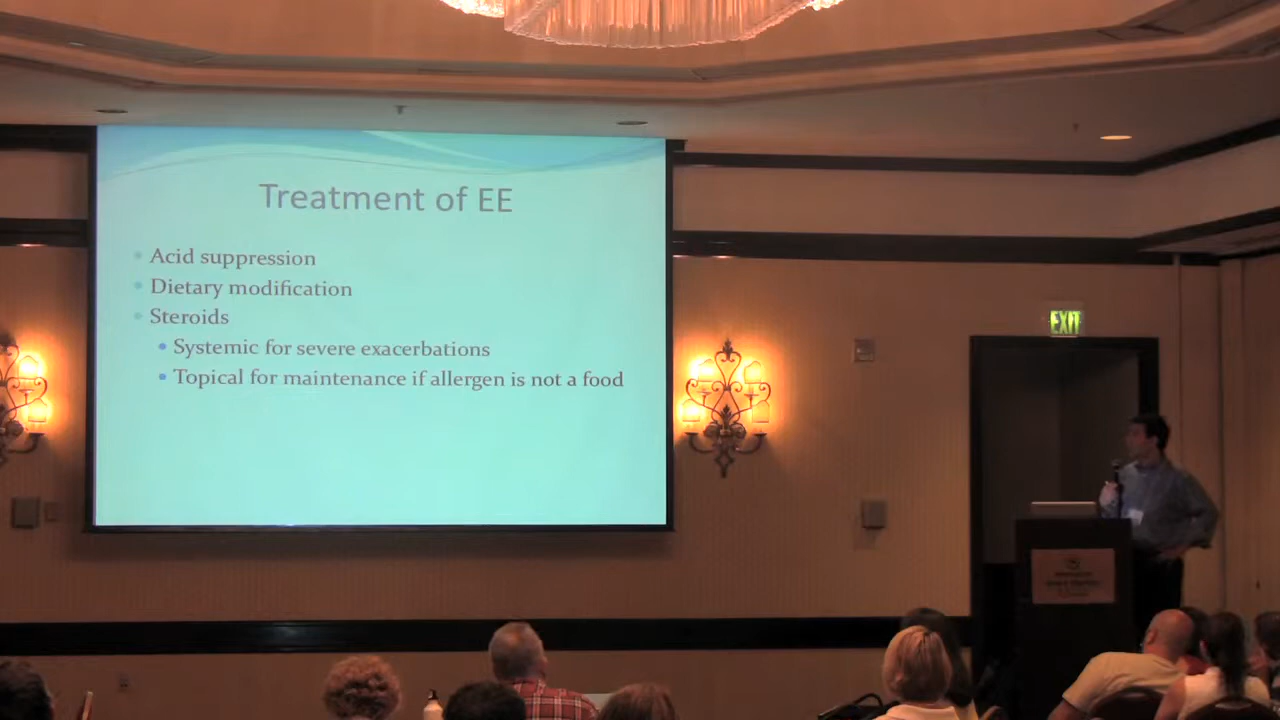 Treatment of EE
Acid suppression
Dietary modification
Steroids
Systemic for severe exacerbations
Topical for maintenance if allergen is not a food
EXIT